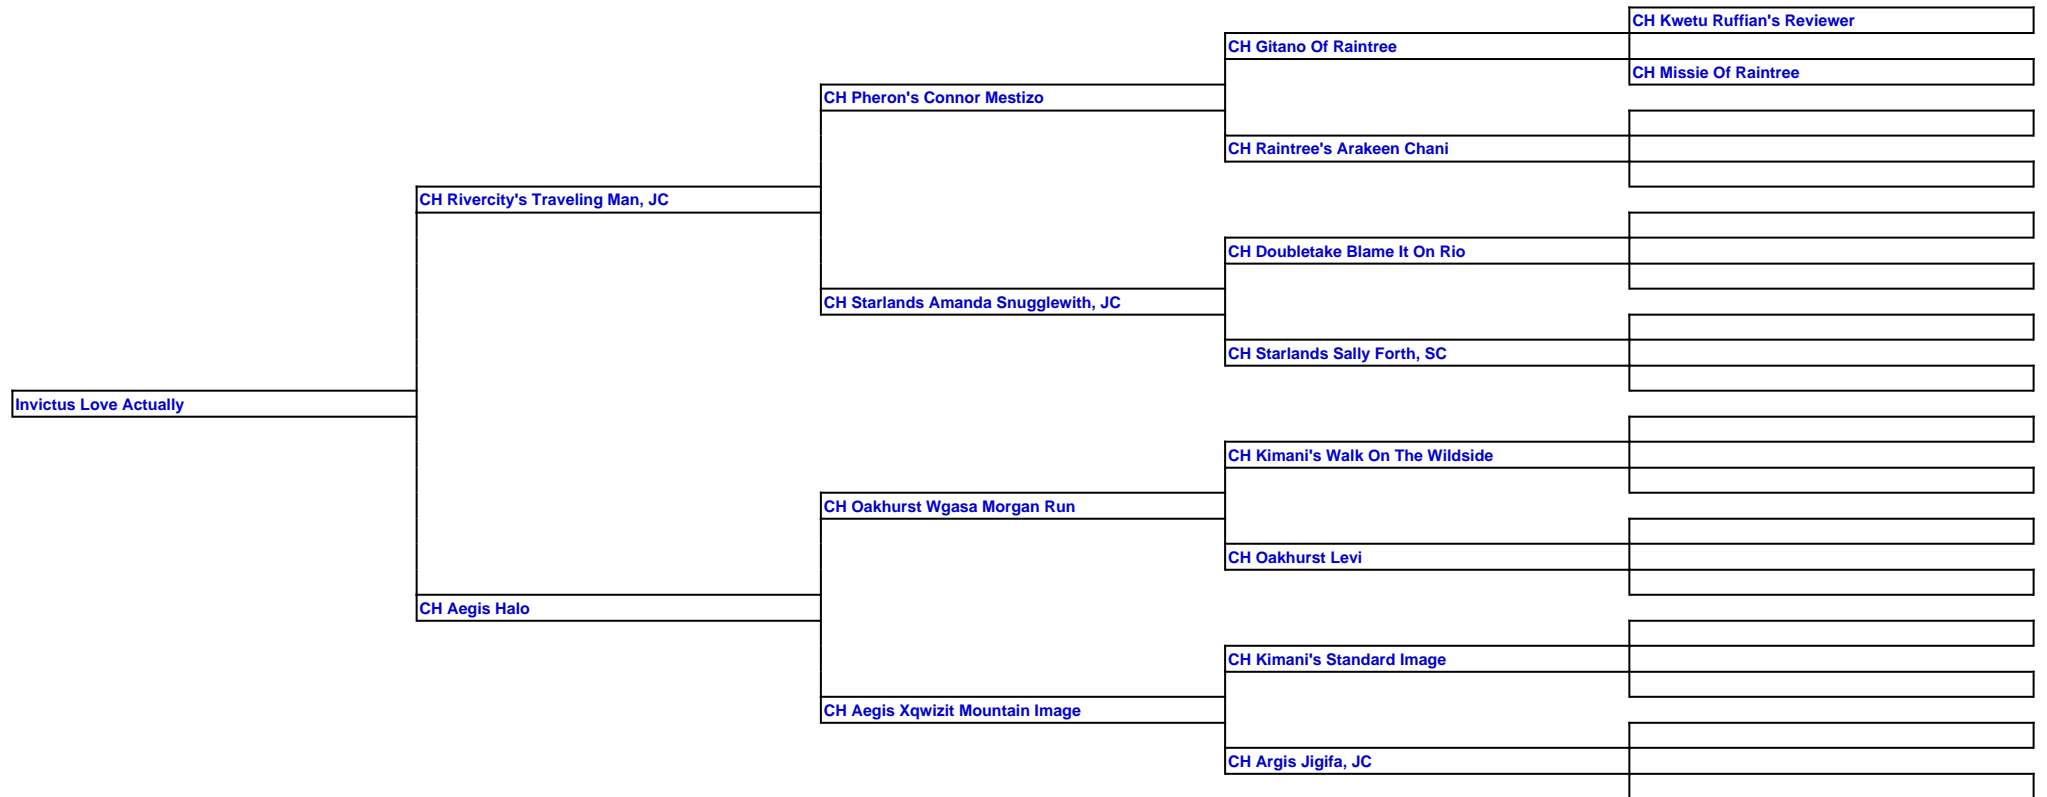 CH Kwetu Ruffian's Reviewer
CH Gitano Of Raintree
CH Missie Of Raintree
CH Pheron's Connor Mestizo
CH Raintree's Arakeen Chani
CH Rivercity's Traveling Man, JC
CH Doubletake Blame It On Rio
CH Starlands Amanda Snugglewith, JC
CH Starlands Sally Forth, SC
Invictus Love Actually
CH Kimani's Walk On The Wildside
CH Oakhurst Wgasa Morgan Run
CH Oakhurst Levi
CH Aegis Halo
CH Kimani's Standard Image
CH Aegis Xqwizit Mountain Image
CH Argis Jigifa, JC